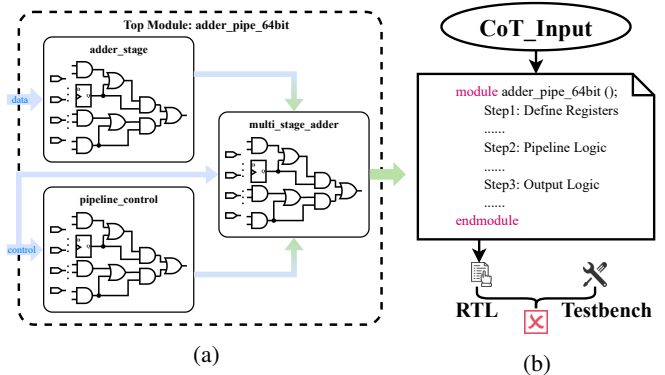 Top Module: adder_pipe_64bit
adder_stage
data
multi_stage_adder
pipeline_control
control
(a)
CoT_Input
module adder_pipe_64bit ();
Step1: Define Registers
......
Step2: Pipeline Logic
......
Step3: Output Logic
......
endmodule
RTL
Testbench
(b)